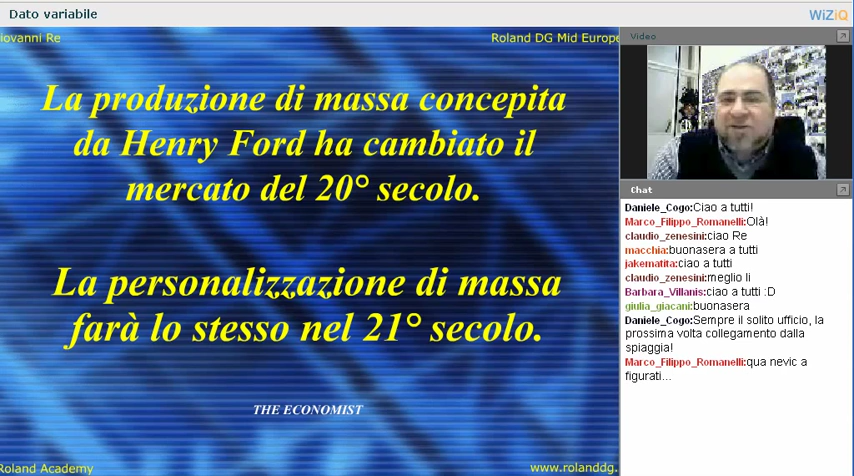 Dato variabile
WiZiQ
iovanni Re
Roland DG Mid Europe
La produzione di massa concepita
da Henry Ford ha cambiato il
mercato del 20° secolo.
La personalizzazione di massa
farà lo stesso nel 21° secolo.
THE ECONOMIST
Roland Academy
www.rolanddg.
Video
Chat
Daniele_Cogo:Ciao a tutti!
Marco_Filippo_Romanelli:Olà!
claudio_zenesini:ciao Re
macchia:buonasera a tutti
jakematita:ciao a tutti
claudio_zenesini:meglio li
Barbara_Villanis:ciao a tutti :D
giulia_giacani:buonasera
Daniele_Cogo:Sempre il solito ufficio, la
prossima volta collegamento dalla
spiaggia!
Marco_Filippo_Romanelli:qua nevic a
figurati...